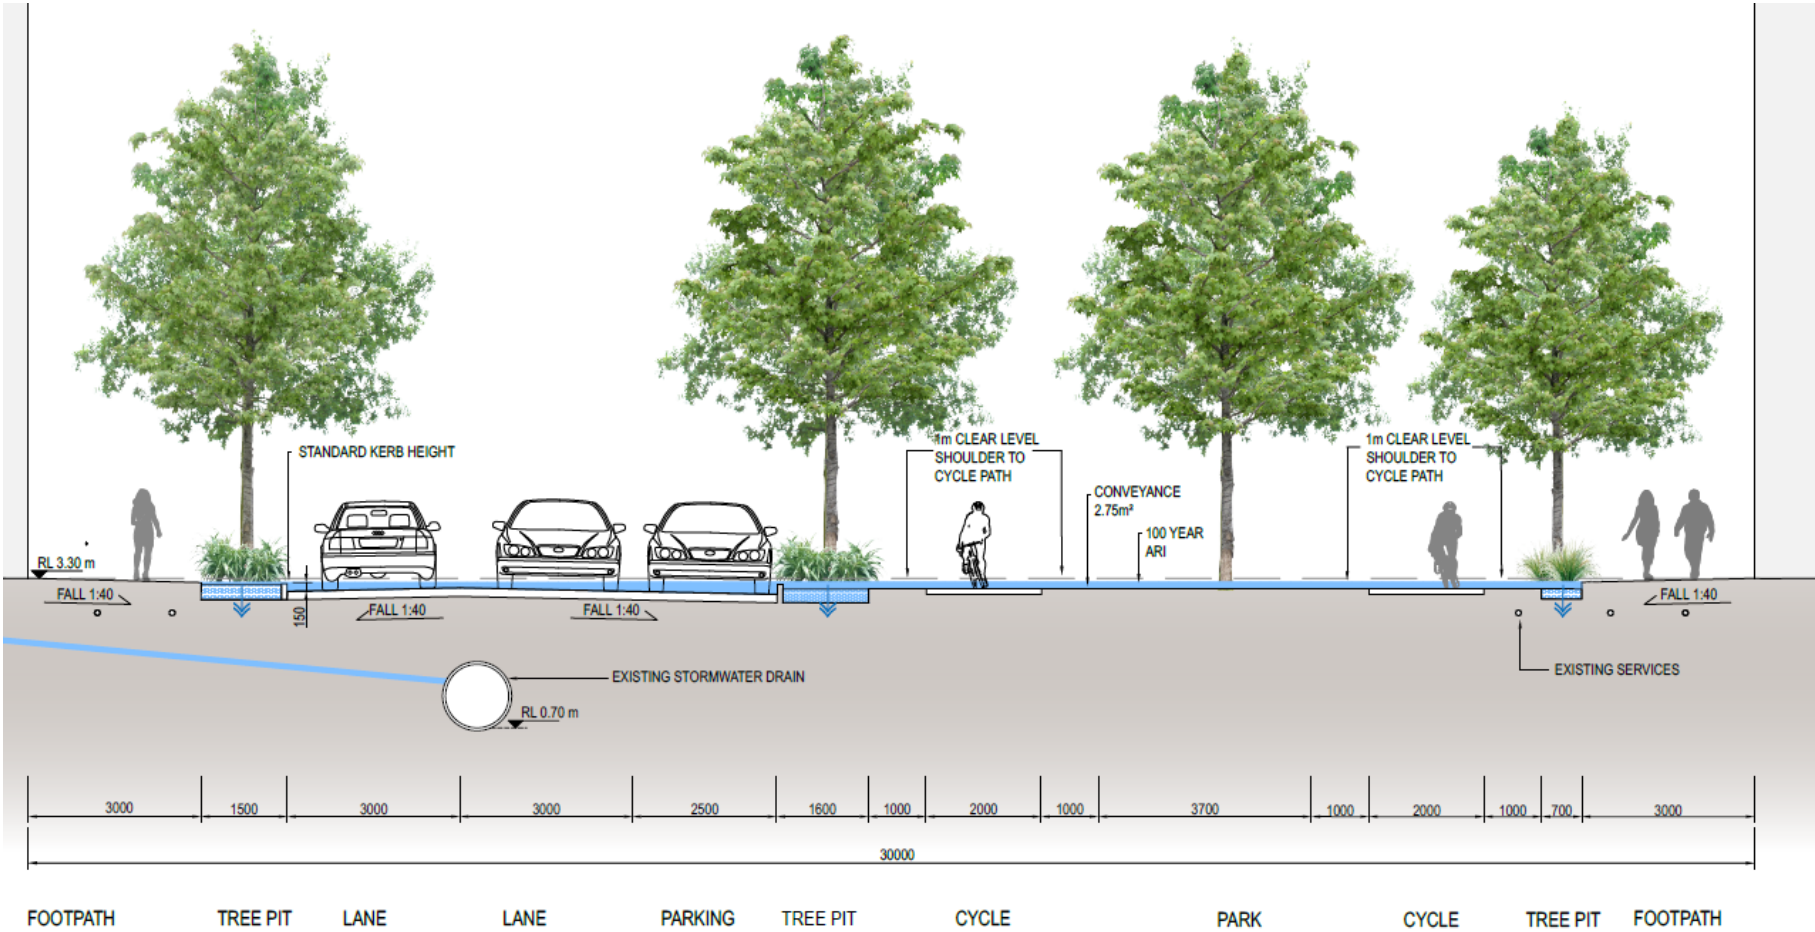 STANDARD KERB HEIGHT
1m CLEAR LEVEL
SHOULDER TO
CYCLE PATH
1m CLEAR LEVEL
SHOULDER TO
CYCLE PATH
CONVEYANCE
2.75m²
100 YEAR
ARI
RL 3.30 m
FALL 1:40
150
FALL 1:40
FALL 1:40
FALL 1:40
EXISTING STORMWATER DRAIN
EXISTING SERVICES
RL 0.70 m
3000 1500 3000 3000 2500 1600 1000 2000 1000 3700 1000 2000 1000 700 3000
30000
FOOTPATH TREE PIT LANE LANE PARKING TREE PIT CYCLE PARK CYCLE TREE PIT FOOTPATH